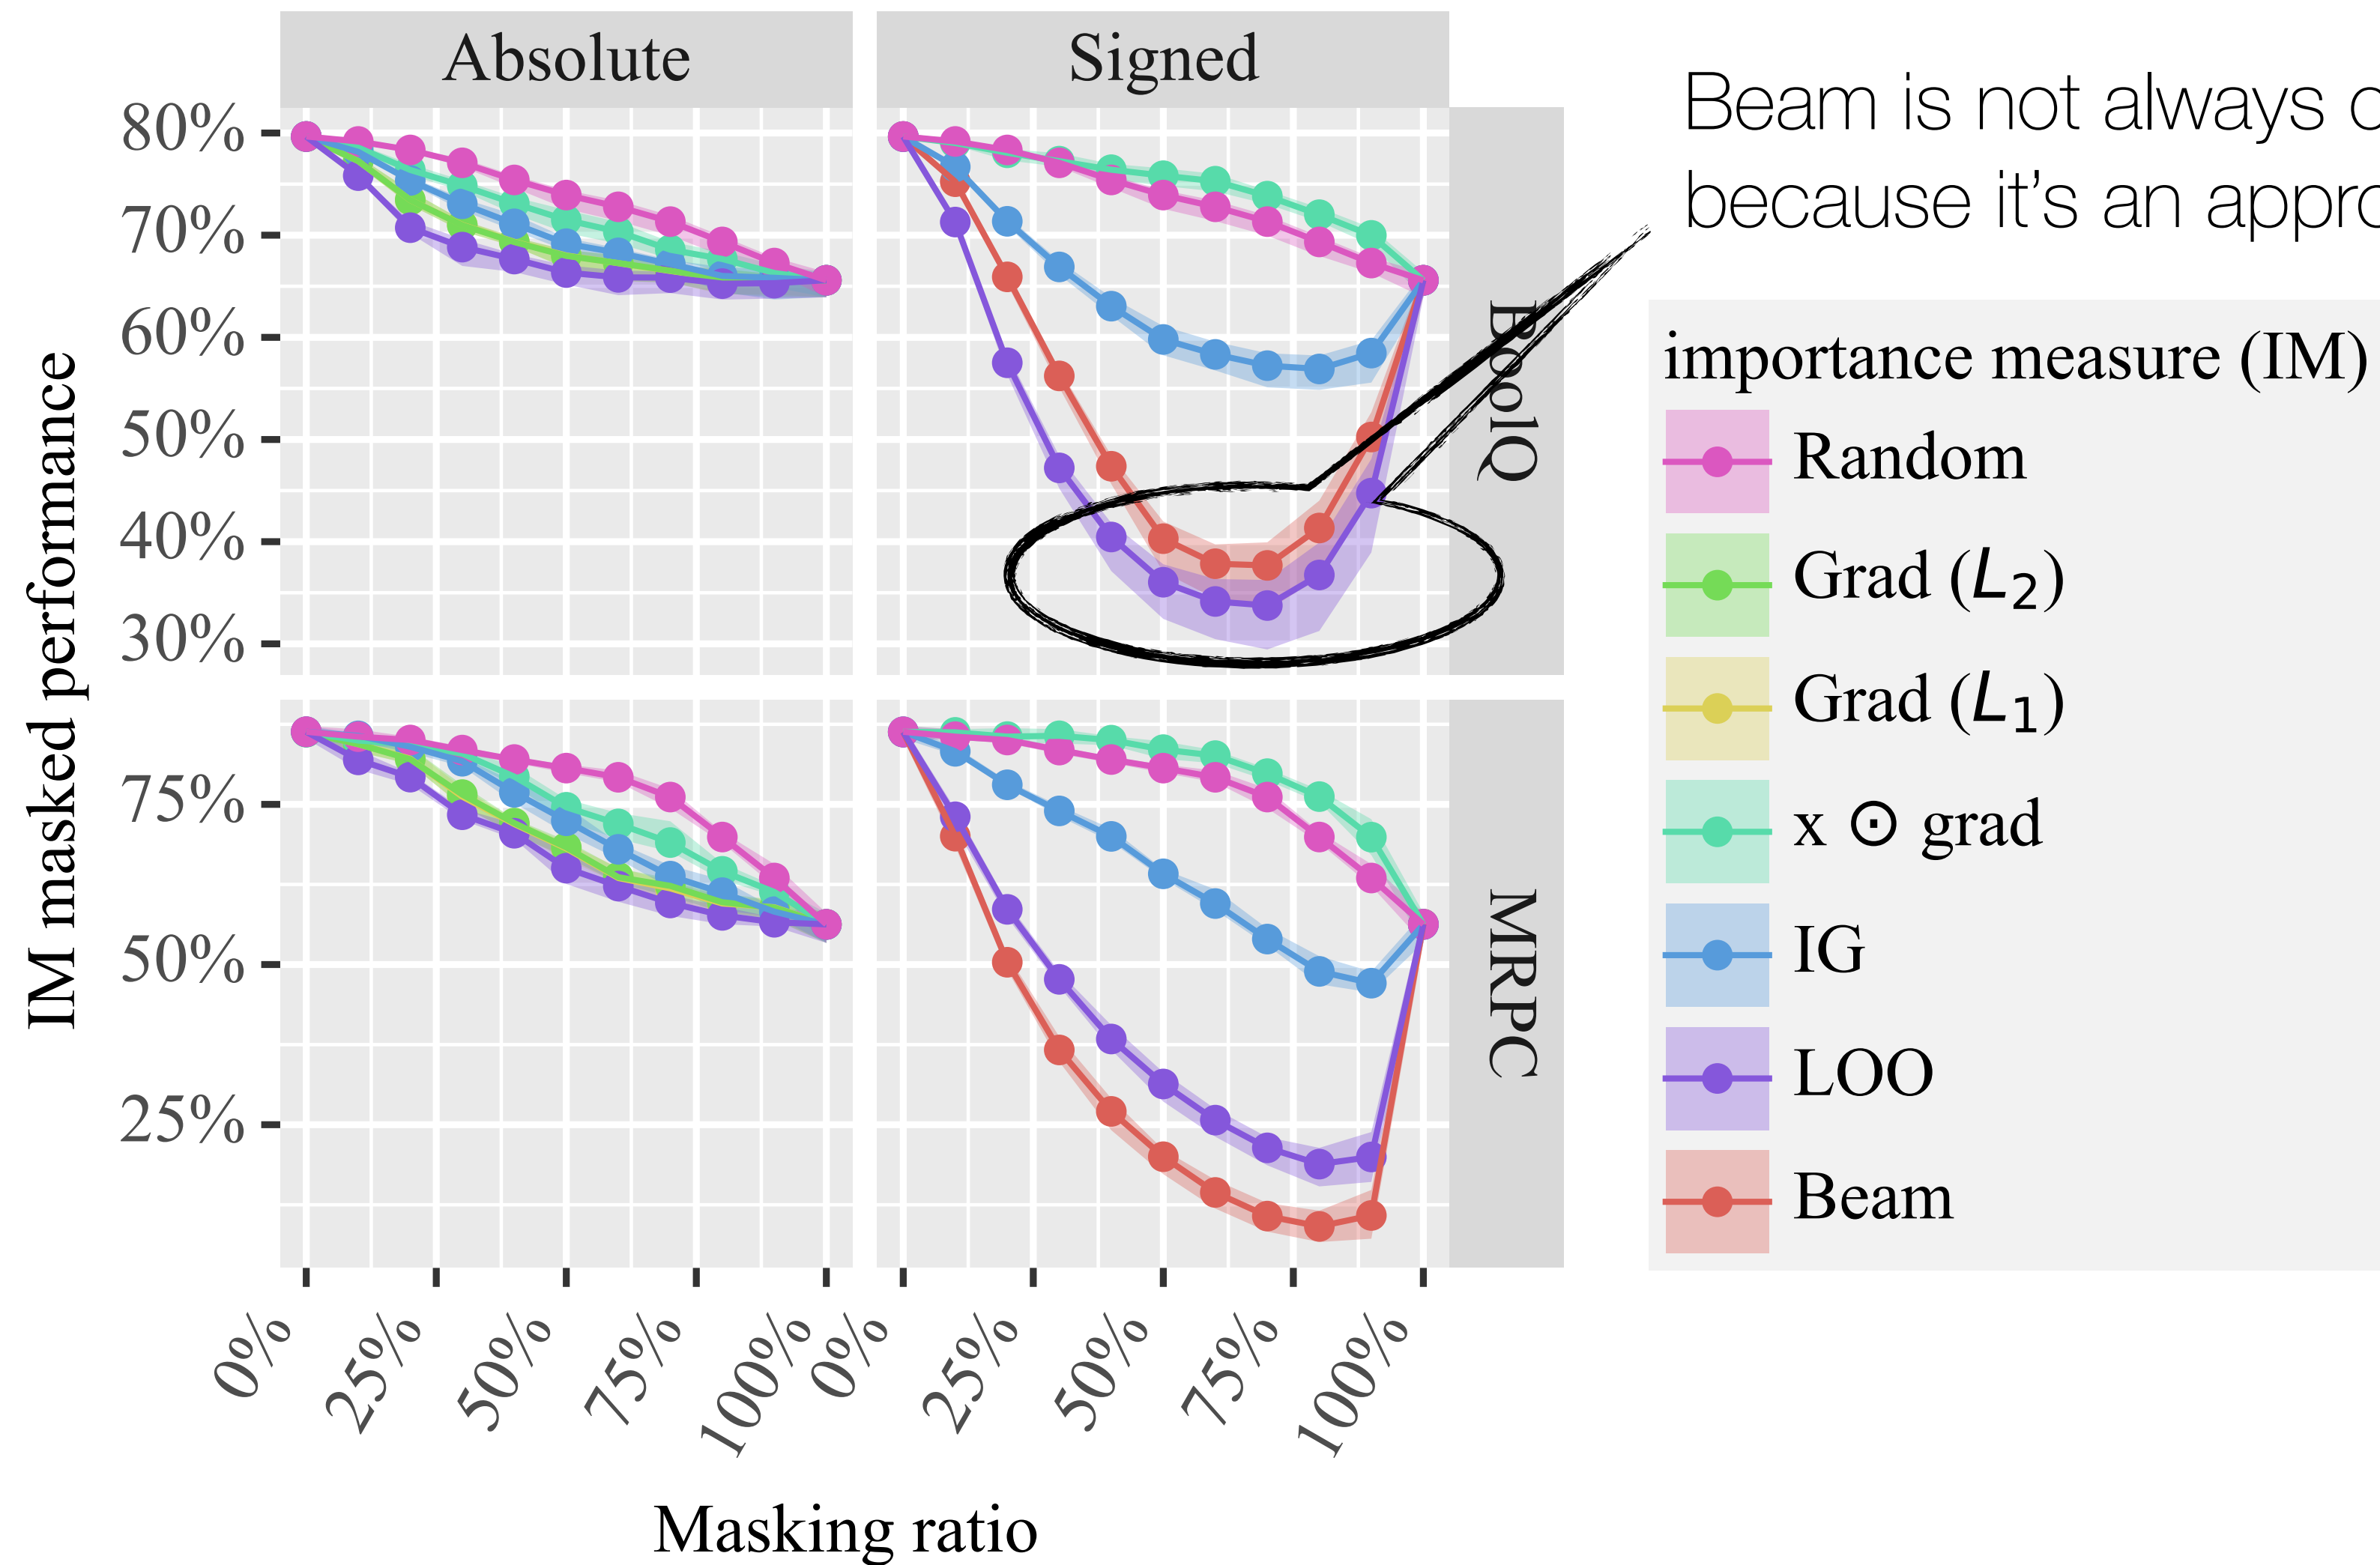 Absolute
Signed
Beam is not always
because it's an
80%
70%
60%
50%
40%
30%
BoolQ
75%
50%
25%
MRPC
IM masked performance
0%
25%
50%
75%
100%
0%
25%
50%
75%
100%
Masking ratio
importance measure (IM)
Random
Grad (L₂)
Grad (L₁)
x ⊙ grad
IG
LOO
Beam